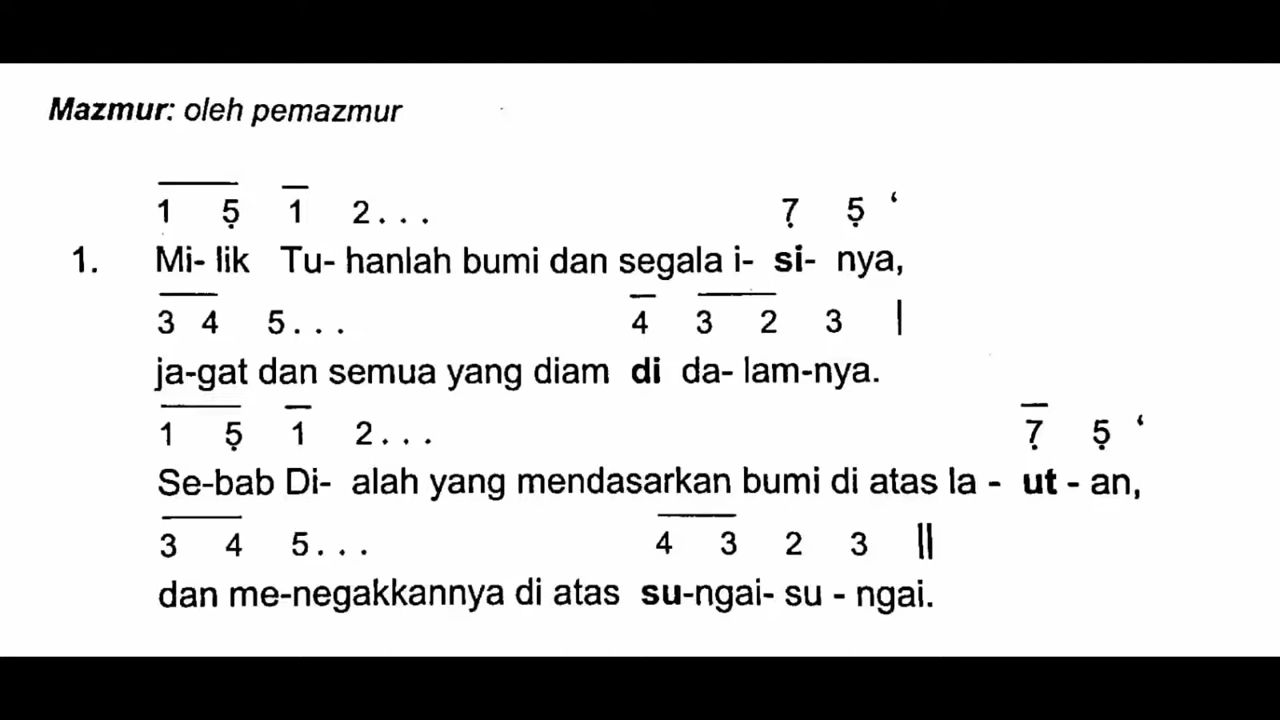 Mazmur: oleh pemazmur
1 5̣ 1 2... 7̣ 5̣ ‘
1. Mi- lik Tu- hanlah bumi dan segala i- si- nya,
3 4 5... 4 3 2 3 |
ja-gat dan semua yang diam di da- lam-nya.
1 5̣ 1 2... 7̣ 5̣ ‘
Se-bab Di- alah yang mendasarkan bumi di atas la - ut - an,
3 4 5... 4 3 2 3 ||
dan me-negakkannya di atas su-ngai- su - ngai.